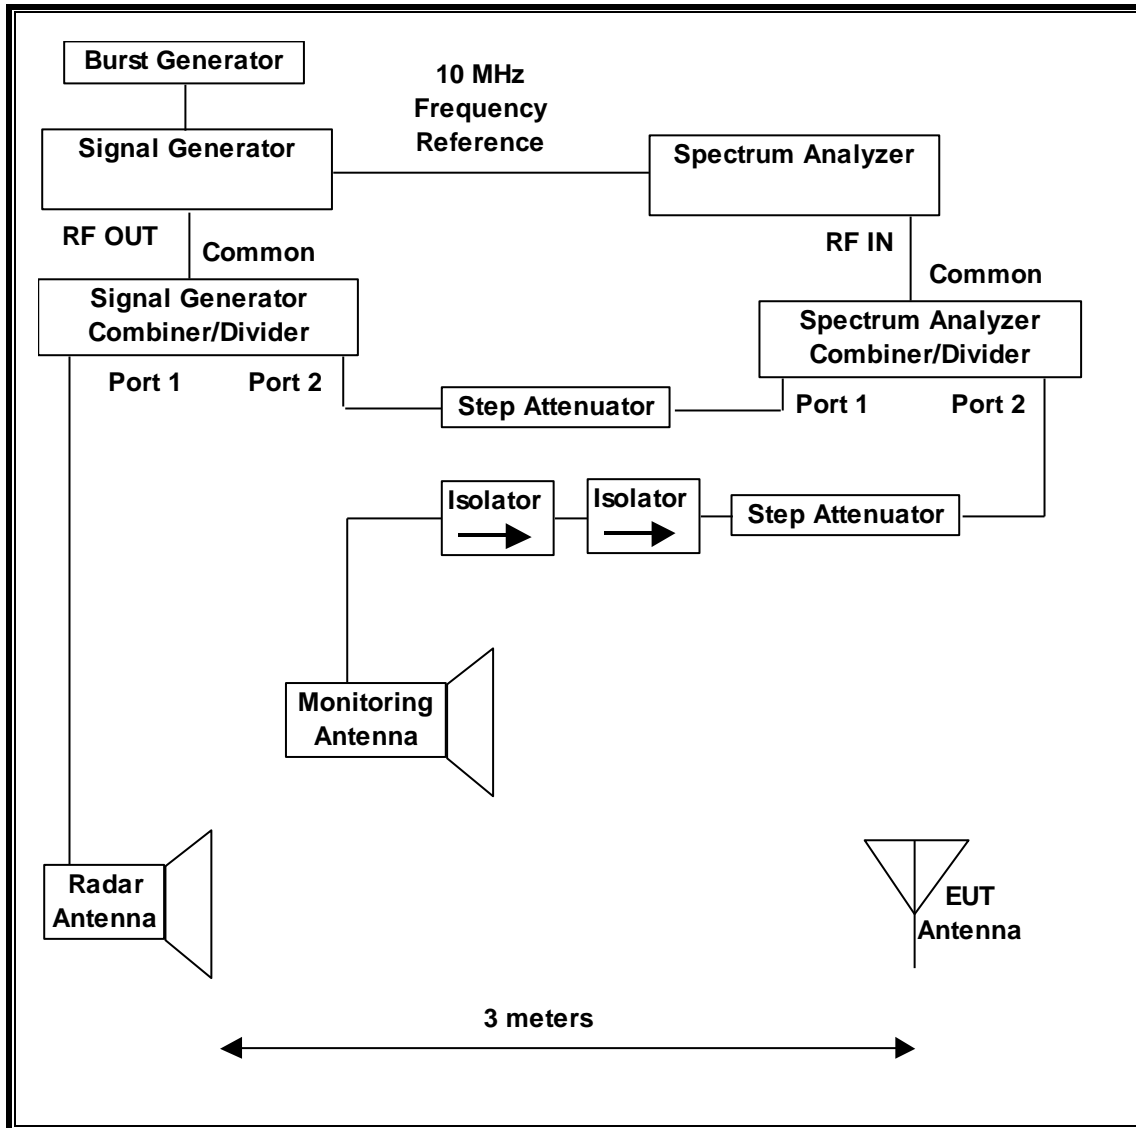 Burst Generator
10 MHz
Frequency
Reference
Signal Generator
Spectrum Analyzer
RF OUT
Common
RF IN
Common
Signal Generator
Combiner/Divider
Spectrum Analyzer
Combiner/Divider
Port 1
Port 2
Step Attenuator
Port 1
Port 2
Isolator
Isolator
Step Attenuator
Monitoring
Antenna
Radar
Antenna
EUT
Antenna
3 meters